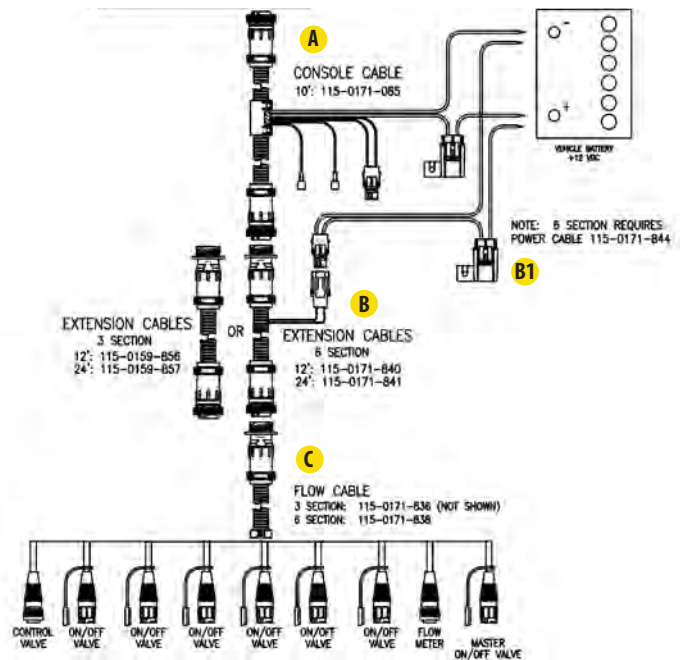 A
CONSOLE CABLE
10': 115-0171-065
-
+
VEHICLE BATTERY
+12 VDC
NOTE: 6 SECTION REQUIRES
POWER CABLE 115-0171-844
B1
B
EXTENSION CABLES
3 SECTION
12': 115-0159-856
24': 115-0159-857
OR
EXTENSION CABLES
6 SECTION
12': 115-0171-840
24': 115-0171-841
C
FLOW CABLE
3 SECTION: 115-0171-836 (NOT SHOWN)
6 SECTION: 115-0171-838
CONTROL
VALVE
ON/OFF
VALVE
ON/OFF
VALVE
ON/OFF
VALVE
ON/OFF
VALVE
ON/OFF
VALVE
ON/OFF
VALVE
FLOW
METER
MASTER
ON/OFF VALVE